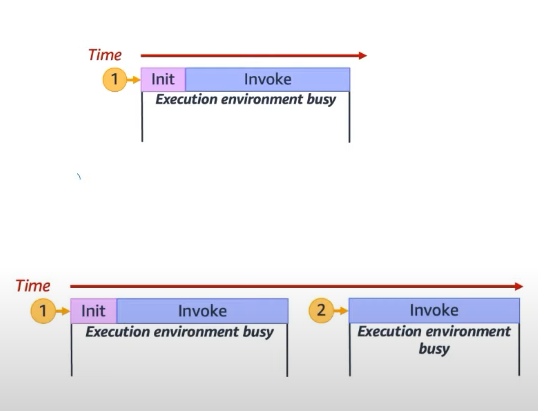 Time
1 Init Invoke
Execution environment busy
Time
1 Init Invoke 2 Invoke
Execution environment busy Execution environment
busy